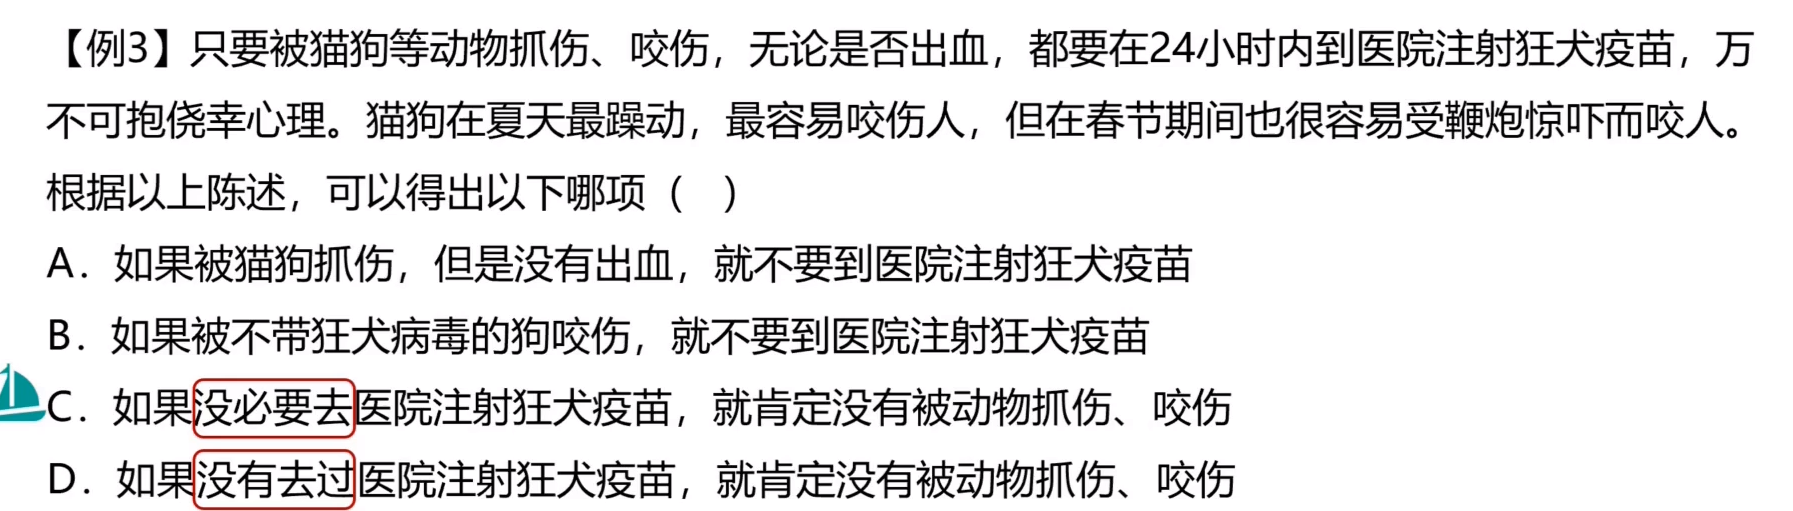 【例3】只要被猫狗等动物抓伤、咬伤，无论是否出血，都要在24小时内到医院注射狂犬疫苗，万
不可抱侥幸心理。猫狗在夏天最躁动，最容易咬伤人，但在春节期间也很容易受鞭炮惊吓而咬人。
根据以上陈述，可以得出以下哪项（　）
A．如果被猫狗抓伤，但是没有出血，就不要到医院注射狂犬疫苗
B．如果被不带狂犬病毒的狗咬伤，就不要到医院注射狂犬疫苗
C．如果没必要去医院注射狂犬疫苗，就肯定没有被动物抓伤、咬伤
D．如果没有去过医院注射狂犬疫苗，就肯定没有被动物抓伤、咬伤